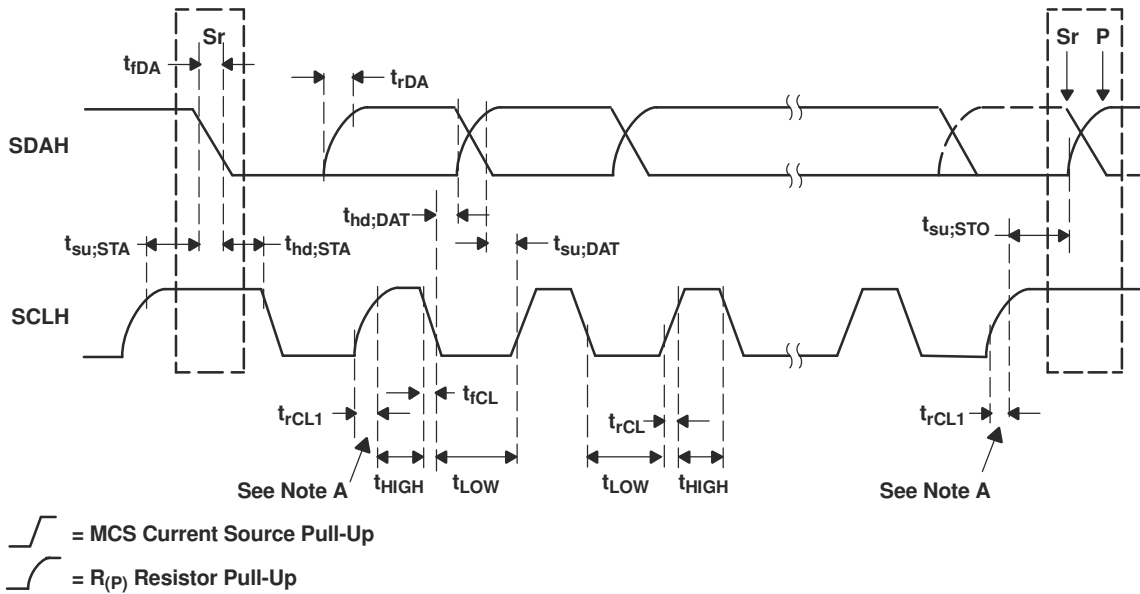 Sr
Sr P
tfDA
trDA
SDAH
thd;DAT
tsu;STA
thd;STA
tsu;DAT
tsu;STO
SCLH
tfCL
trCL1
trCL
trCL1
tHIGH
tLOW
tLOW
tHIGH
See Note A
See Note A
= MCS Current Source Pull-Up
= R(P) Resistor Pull-Up